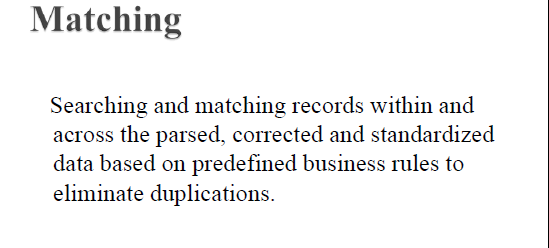 Matching
Searching and matching records within and
across the parsed, corrected and standardized
data based on predefined business rules to
eliminate duplications.